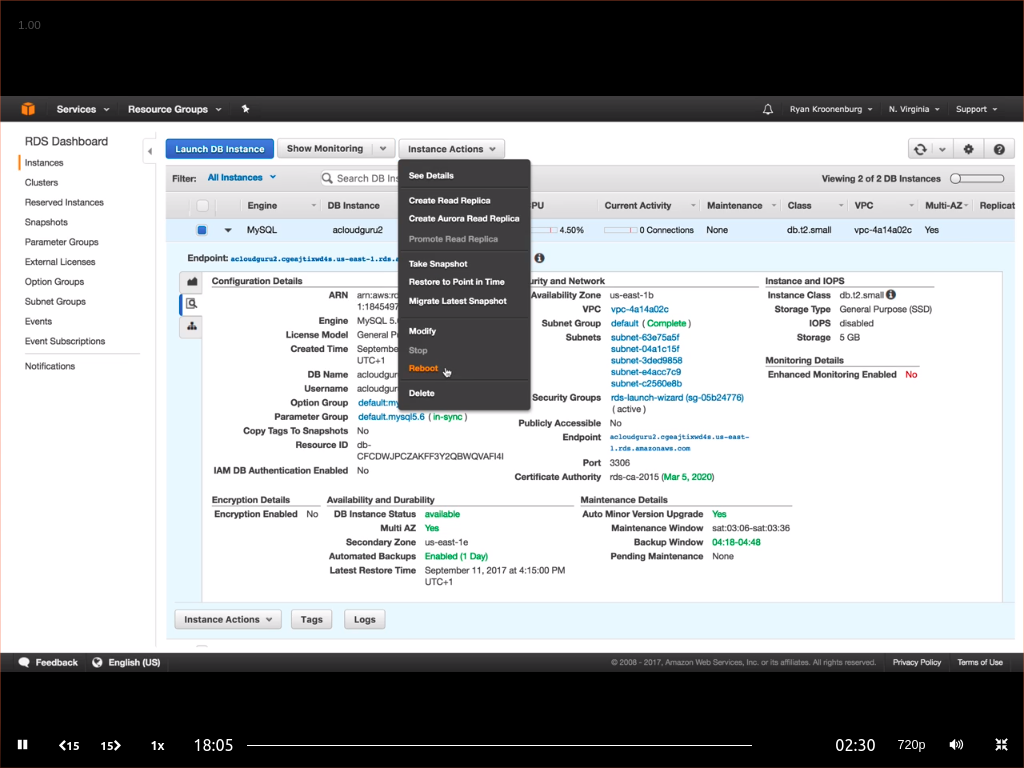 1.00
Services Resource Groups Ryan Kroonenburg N. Virginia Support
RDS Dashboard
Instances
Clusters
Reserved Instances
Snapshots
Parameter Groups
External Licenses
Option Groups
Subnet Groups
Events
Event Subscriptions
Notifications
Launch DB Instance Show Monitoring Instance Actions
Filter: All Instances Search DB Ins Viewing 2 of 2 DB Instances
Engine DB Instance PU Current Activity Maintenance Class VPC Multi-AZ Replicat
MySQL acloudguru2 4.50% 0 Connections None db.t2.small vpc-4a14a02c Yes
See Details
Create Read Replica
Create Aurora Read Replica
Promote Read Replica
Take Snapshot
Restore to Point in Time
Migrate Latest Snapshot
Modify
Stop
Reboot
Delete
Endpoint: acloudguru2.cgeajtixwd4s.us-east-1.rds.a
Configuration Details
ARN arn:aws:rd
1:1845497
Engine MySQL 5.6
License Model General P
Created Time Septembe
UTC+1
DB Name acloudgur
Username acloudgur
Option Group default:my
Parameter Group default.mysql5.6 ( in-sync )
Copy Tags To Snapshots No
Resource ID db-
CFCDWJPCZAKFF3Y2QBWQVAFI4I
IAM DB Authentication Enabled No
urity and Network
Availability Zone us-east-1b
VPC vpc-4a14a02c
Subnet Group default ( Complete )
Subnets subnet-63e75a5f
subnet-04a1c15f
subnet-3ded9858
subnet-e4acc7c9
subnet-c2560e8b
Security Groups rds-launch-wizard (sg-05b24776)
( active )
Publicly Accessible No
Endpoint acloudguru2.cgeajtixwd4s.us-east-
1.rds.amazonaws.com
Port 3306
Certificate Authority rds-ca-2015 (Mar 5, 2020)
Instance and IOPS
Instance Class db.t2.small
Storage Type General Purpose (SSD)
IOPS disabled
Storage 5 GB
Monitoring Details
Enhanced Monitoring Enabled No
Encryption Details
Encryption Enabled No
Availability and Durability
DB Instance Status available
Multi AZ Yes
Secondary Zone us-east-1e
Automated Backups Enabled (1 Day)
Latest Restore Time September 11, 2017 at 4:15:00 PM
UTC+1
Maintenance Details
Auto Minor Version Upgrade Yes
Maintenance Window sat:03:06-sat:03:36
Backup Window 04:18-04:48
Pending Maintenance None
Instance Actions Tags Logs
Feedback English (US) © 2008 - 2017, Amazon Web Services, Inc. or its affiliates. All rights reserved. Privacy Policy Terms of Use
15 15 1x 18:05 02:30 720p